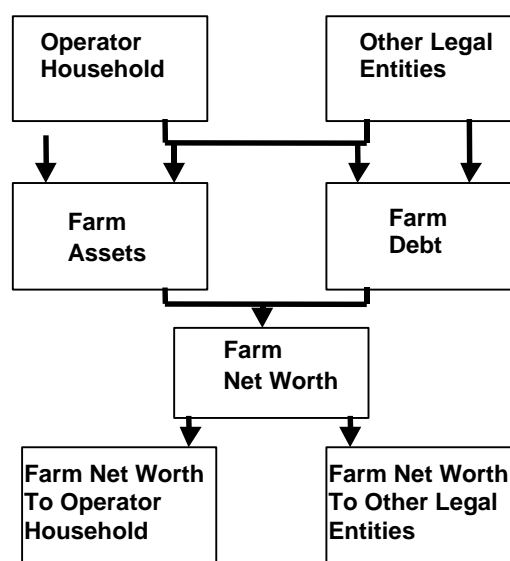 Operator
Household
Other Legal
Entities
Farm
Assets
Farm
Debt
Farm
Net Worth
Farm Net Worth
To Operator
Household
Farm Net Worth
To Other Legal
Entities